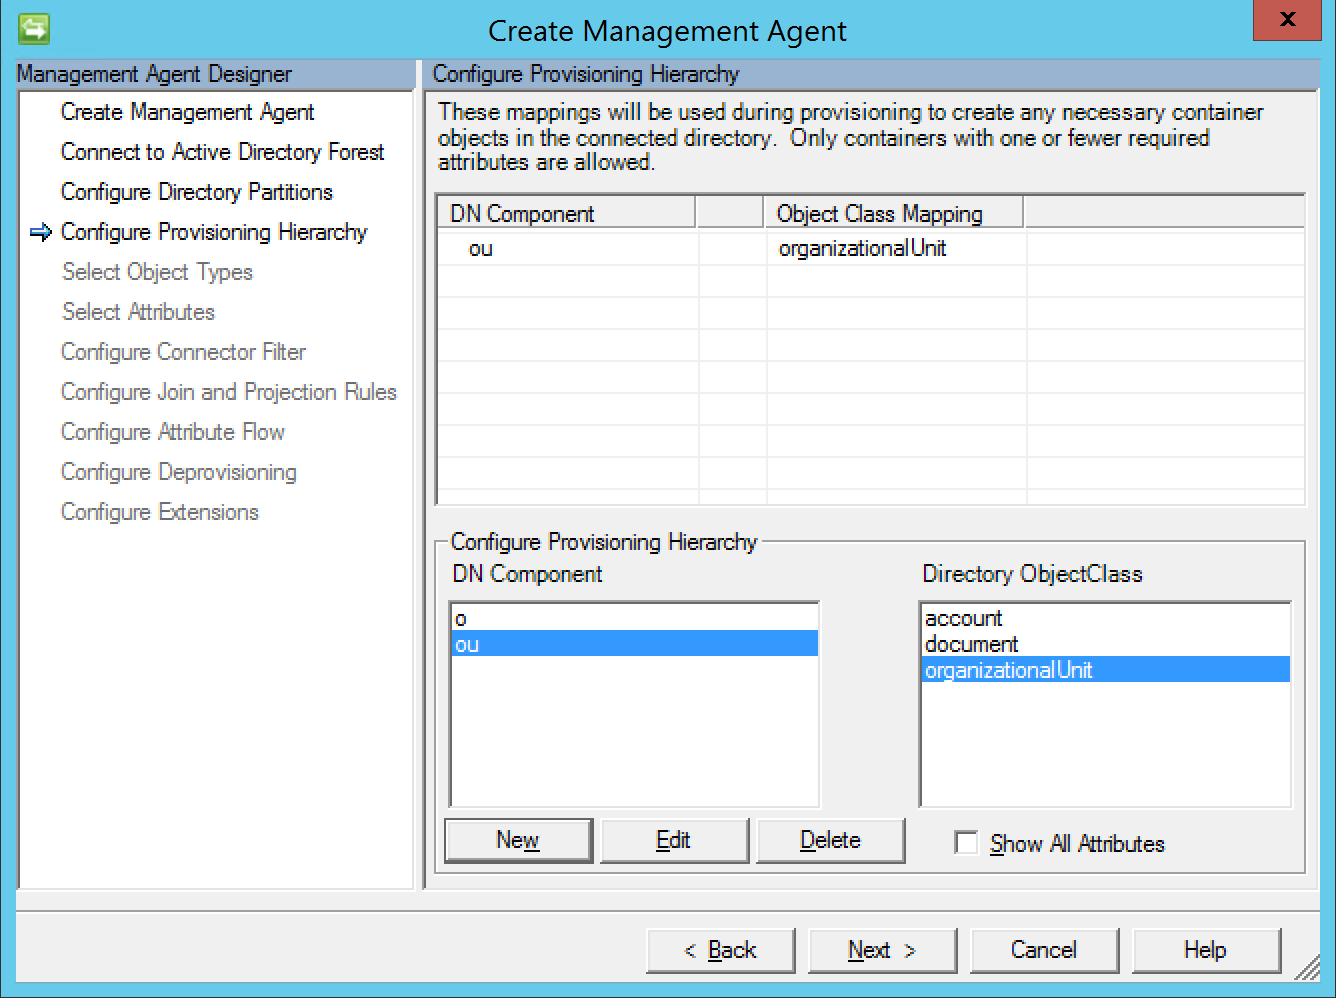 Create Management Agent
x
Management Agent Designer
Create Management Agent
Connect to Active Directory Forest
Configure Directory Partitions
Configure Provisioning Hierarchy
Select Object Types
Select Attributes
Configure Connector Filter
Configure Join and Projection Rules
Configure Attribute Flow
Configure Deprovisioning
Configure Extensions
Configure Provisioning Hierarchy
These mappings will be used during provisioning to create any necessary container
objects in the connected directory.  Only containers with one or fewer required
attributes are allowed.
DN Component Object Class Mapping
ou organizationalUnit
Configure Provisioning Hierarchy
DN Component
o
ou
Directory ObjectClass
account
document
organizationalUnit
New Edit Delete
Show All Attributes
< Back Next > Cancel Help